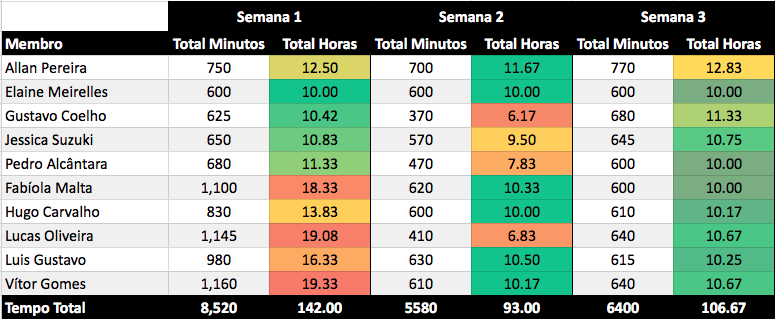 Semana 1 Semana 2 Semana 3
Membro Total Minutos Total Horas Total Minutos Total Horas Total Minutos Total Horas
Allan Pereira 750 12.50 700 11.67 770 12.83
Elaine Meirelles 600 10.00 600 10.00 600 10.00
Gustavo Coelho 625 10.42 370 6.17 680 11.33
Jessica Suzuki 650 10.83 570 9.50 645 10.75
Pedro Alcântara 680 11.33 470 7.83 600 10.00
Fabíola Malta 1,100 18.33 620 10.33 600 10.00
Hugo Carvalho 830 13.83 600 10.00 610 10.17
Lucas Oliveira 1,145 19.08 410 6.83 640 10.67
Luis Gustavo 980 16.33 630 10.50 615 10.25
Vítor Gomes 1,160 19.33 610 10.17 640 10.67
Tempo Total 8,520 142.00 5580 93.00 6400 106.67